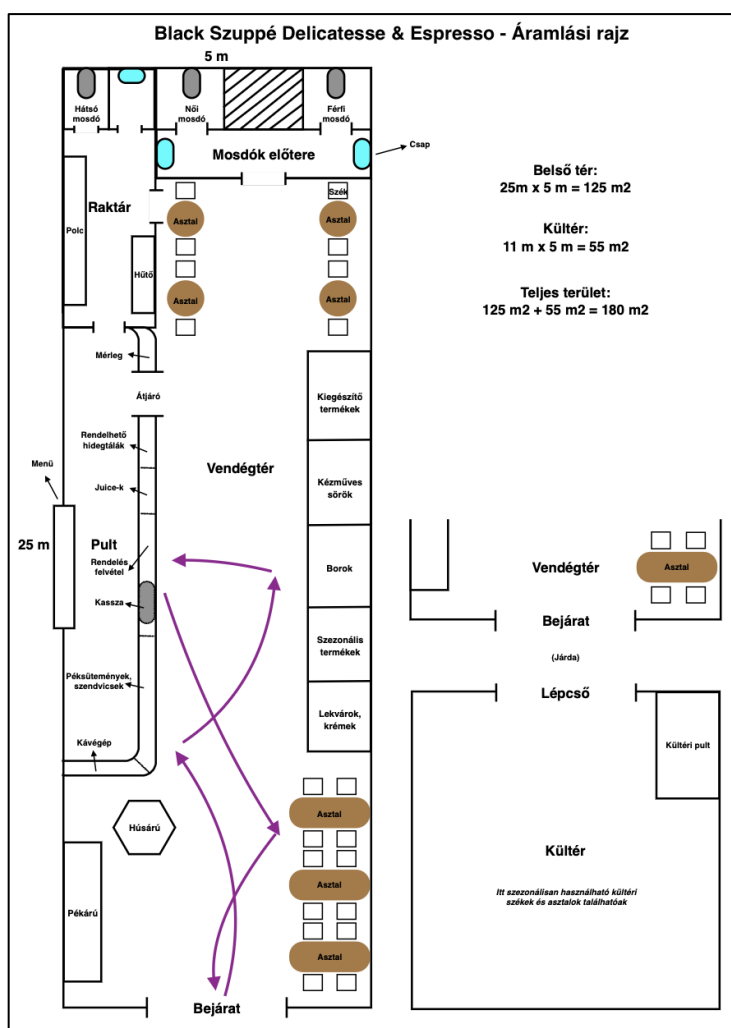 Black Szuppé Delicatesse & Espresso - Áramlási rajz
5 m
Hátsó
mosdó
Női
mosdó
Férfi
mosdó
Mosdók előtere
Csap
Raktár
Polc
Hűtő
Szék
Asztal
Asztal
Asztal
Asztal
Belső tér:
25m x 5 m = 125 m2
Kültér:
11 m x 5 m = 55 m2
Teljes terület:
125 m2 + 55 m2 = 180 m2
Mérleg
Átjáró
Rendelhető
hidegtálák
Juice-k
Menü
25 m
Pult
Rendelés
felvétel
Kassza
Péksütemények,
szendvicsek
Kávégép
Vendégtér
Kiegészítő
termékek
Kézműves
sörök
Borok
Szezonális
termékek
Lekvárok,
krémek
Húsárú
Pékárú
Asztal
Asztal
Asztal
Bejárat
Vendégtér
Asztal
Bejárat
(Járda)
Lépcső
Kültéri pult
Kültér
Itt szezonálisan használható kültéri
székek és asztalok találhatóak